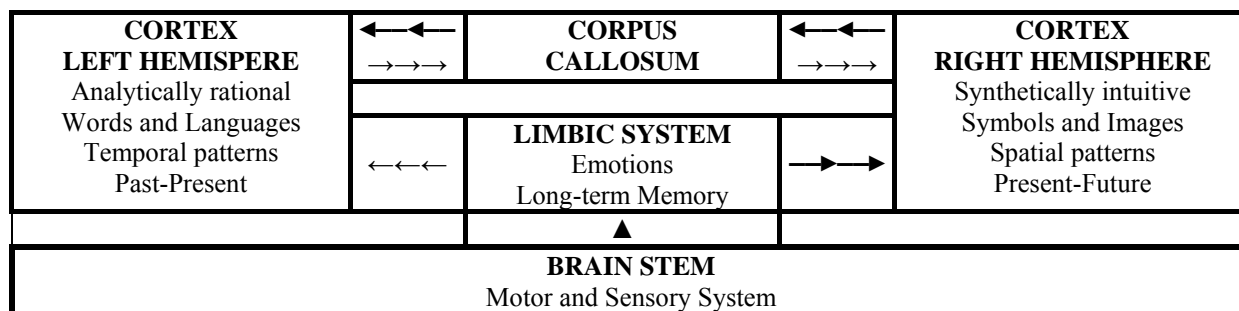 CORTEX
LEFT HEMISPERE
Analytically rational
Words and Languages
Temporal patterns
Past-Present
◄──◄──
→→→
CORPUS
CALLOSUM
◄──◄──
→→→
CORTEX
RIGHT HEMISPHERE
Synthetically intuitive
Symbols and Images
Spatial patterns
Present-Future
←←←
LIMBIC SYSTEM
Emotions
Long-term Memory
──►──►
▲
BRAIN STEM
Motor and Sensory System